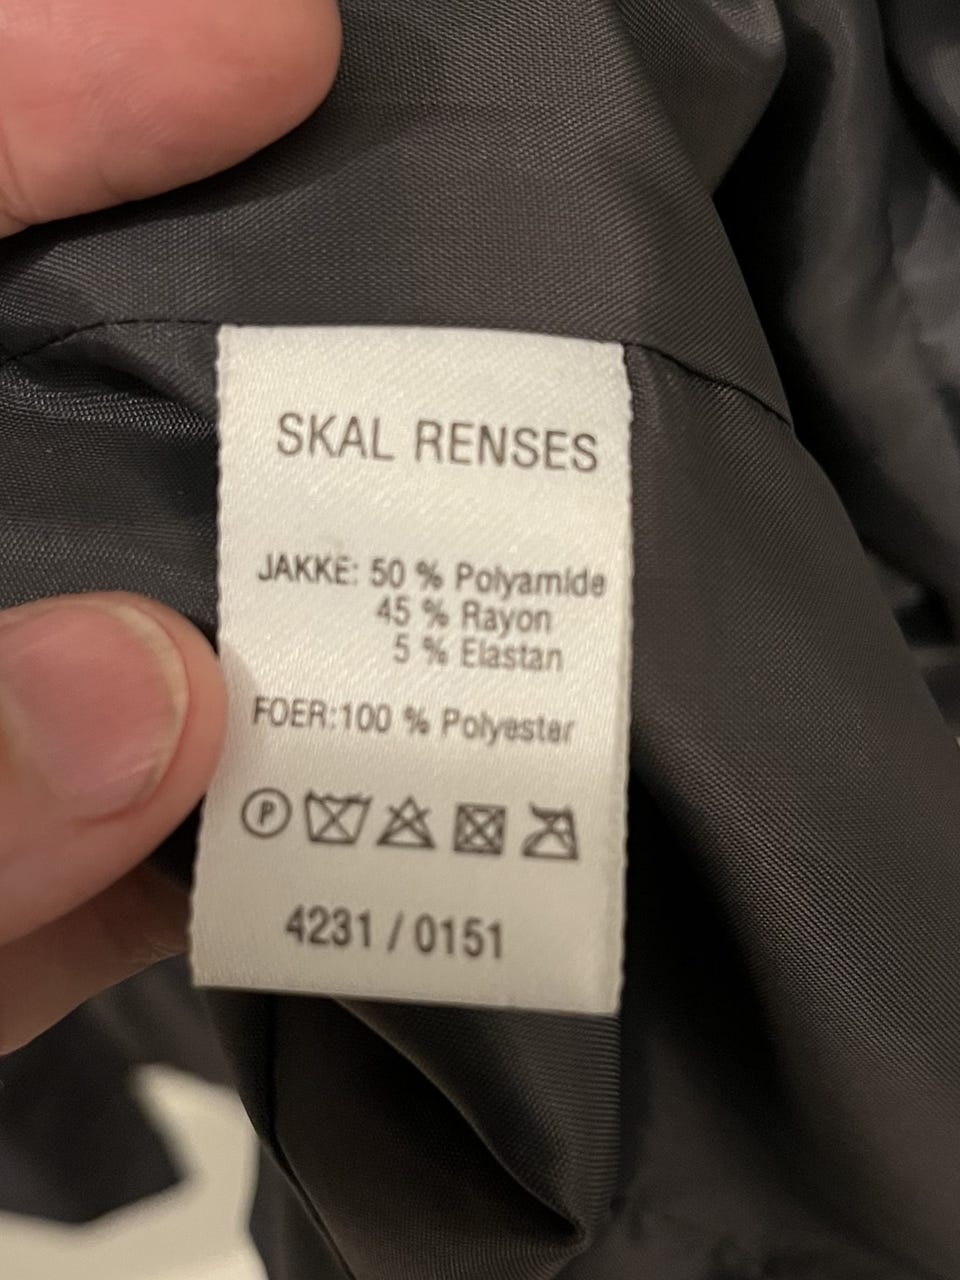 SKAL RENSES
JAKKE: 50 % Polyamide
45 % Rayon
5 % Elastan
FOER:100 % Polyester
P
4231 / 0151